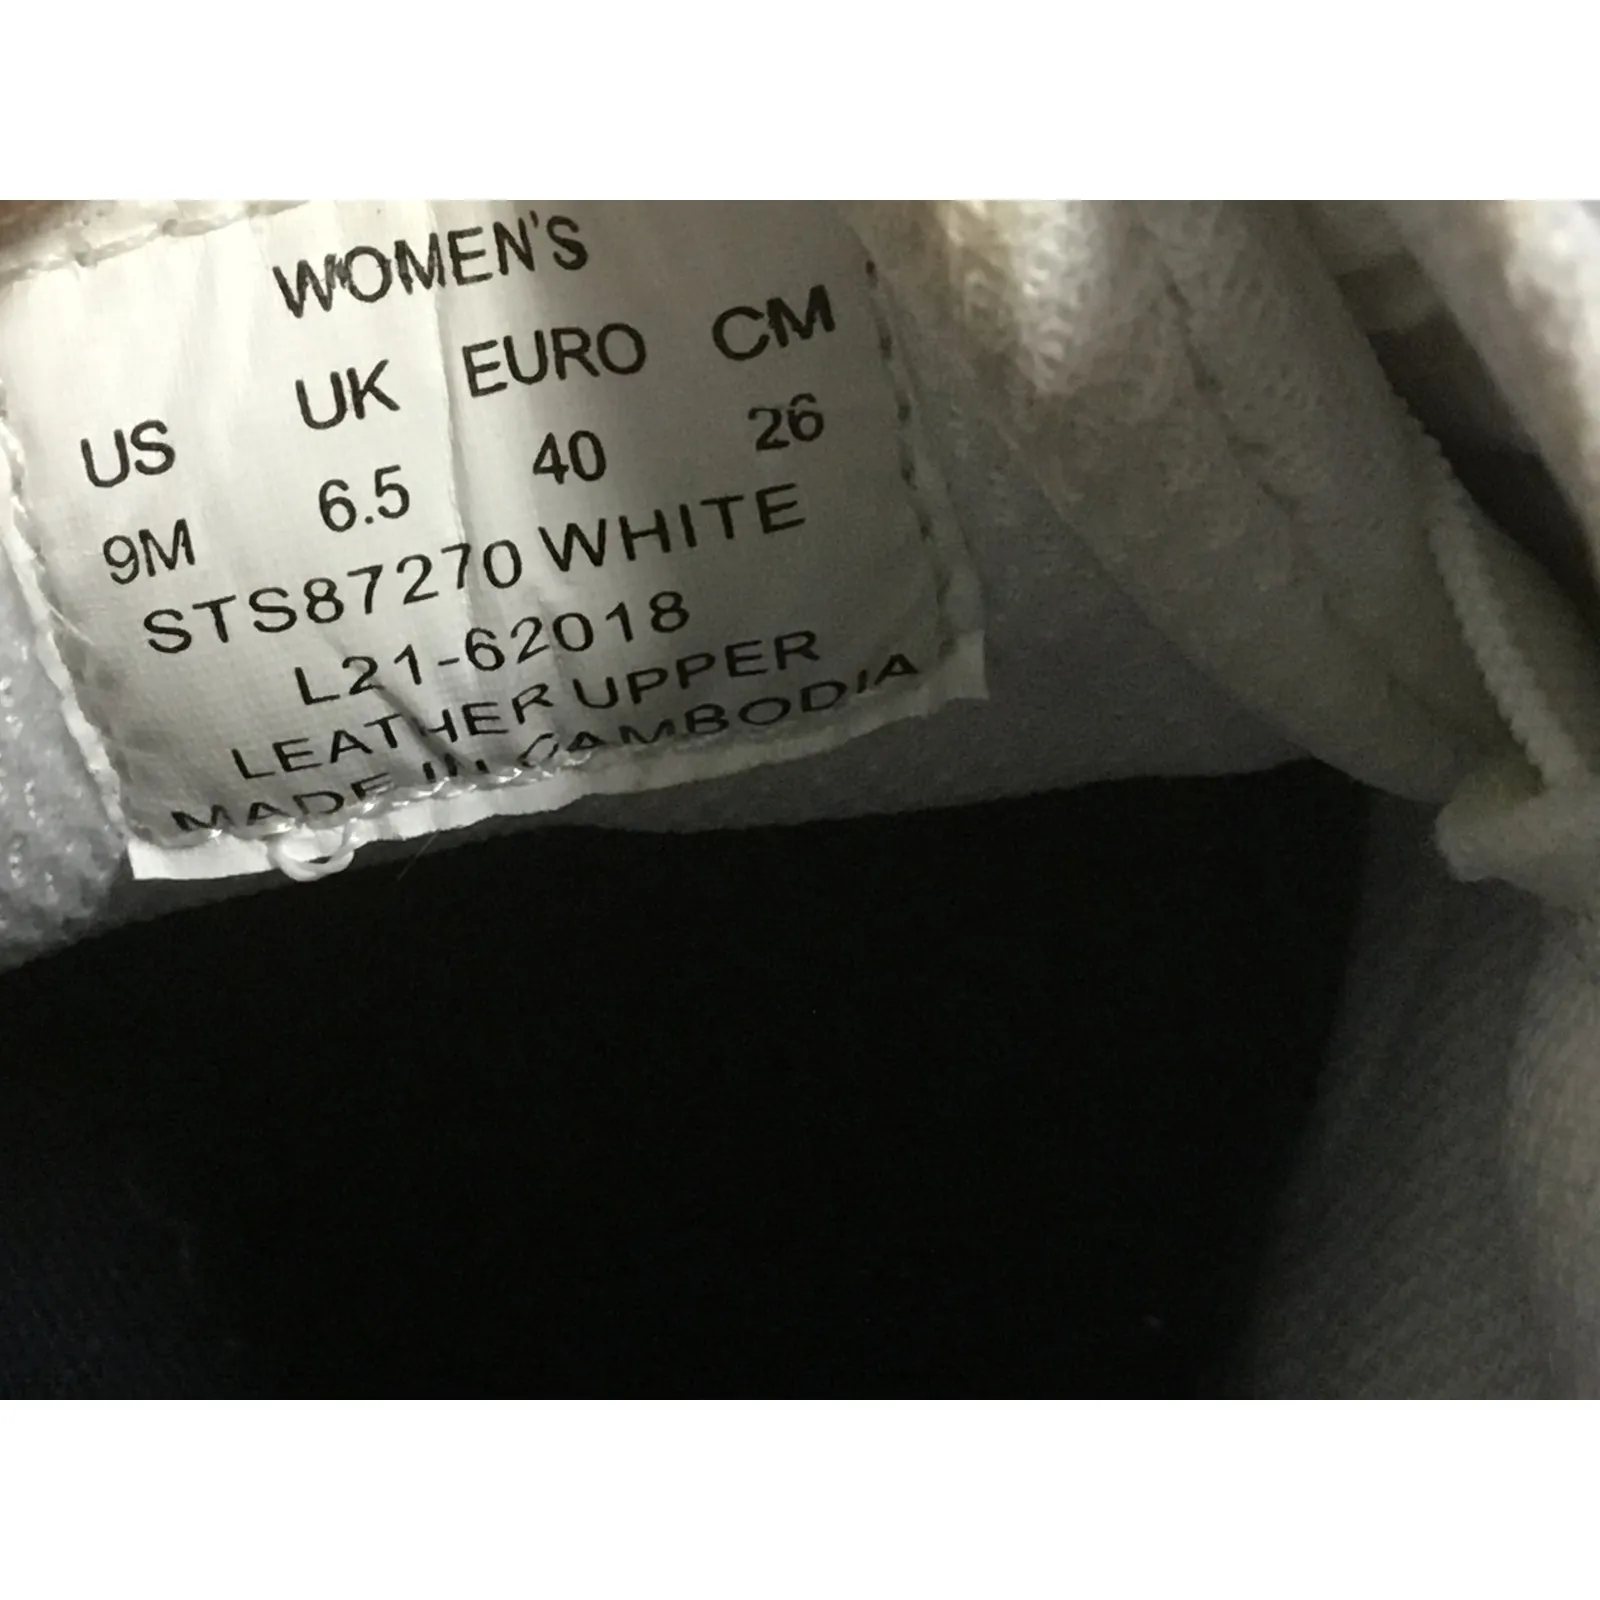 WOMEN'S
US UK EURO CM
9M 6.5 40 26
STS87270 WHITE
L21-62018
LEATHER UPPER
MADE IN CAMBODIA